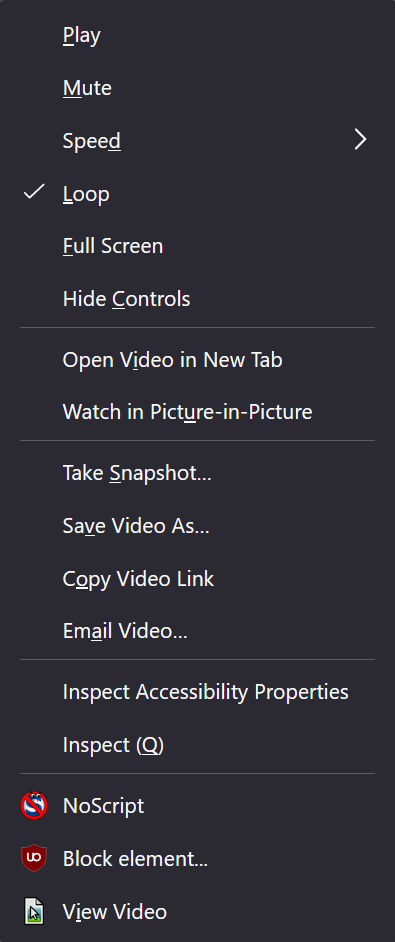 Play
Mute
Speed
Loop
Full Screen
Hide Controls
Open Video in New Tab
Watch in Picture-in-Picture
Take Snapshot...
Save Video As...
Copy Video Link
Email Video...
Inspect Accessibility Properties
Inspect (Q)
NoScript
Block element...
View Video